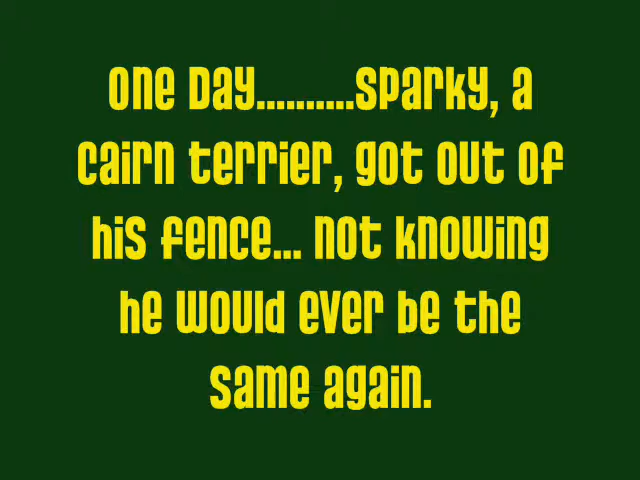 One Day..........Sparky, a
cairn terrier, got out of
his fence... not knowing
he would ever be the
same again.